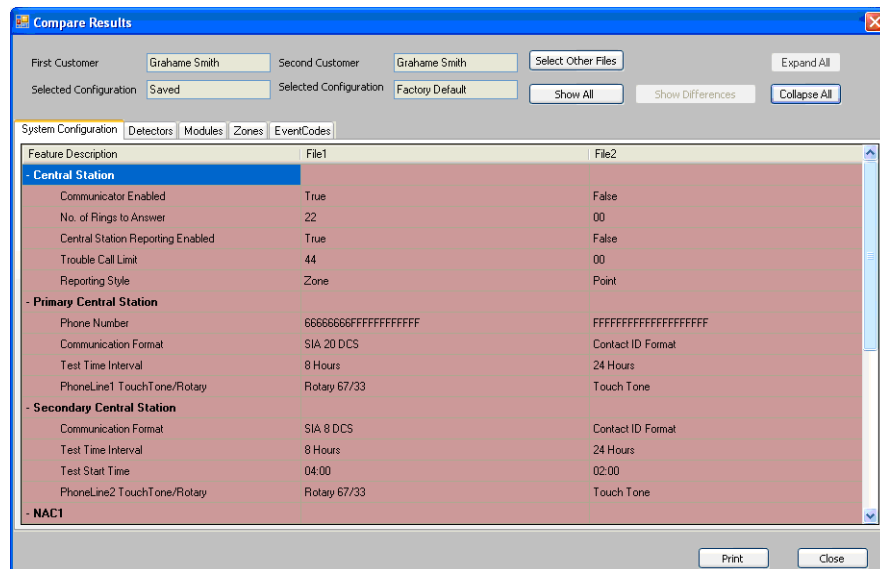 Compare Results
First Customer Grahame Smith Second Customer Grahame Smith Select Other Files Expand All
Selected Configuration Saved Selected Configuration Factory Default Show All Show Differences Collapse All
System Configuration Detectors Modules Zones EventCodes
Feature Description File1 File2
- Central Station
Communicator Enabled True False
No. of Rings to Answer 22 00
Central Station Reporting Enabled True False
Trouble Call Limit 44 00
Reporting Style Zone Point
- Primary Central Station
Phone Number 66666666FFFFFFFFFFFF FFFFFFFFFFFFFFFFFFFF
Communication Format SIA 20 DCS Contact ID Format
Test Time Interval 8 Hours 24 Hours
PhoneLine1 TouchTone/Rotary Rotary 67/33 Touch Tone
- Secondary Central Station
Communication Format SIA 8 DCS Contact ID Format
Test Time Interval 8 Hours 24 Hours
Test Start Time 04:00 02:00
PhoneLine2 TouchTone/Rotary Rotary 67/33 Touch Tone
- NAC1
Print Close